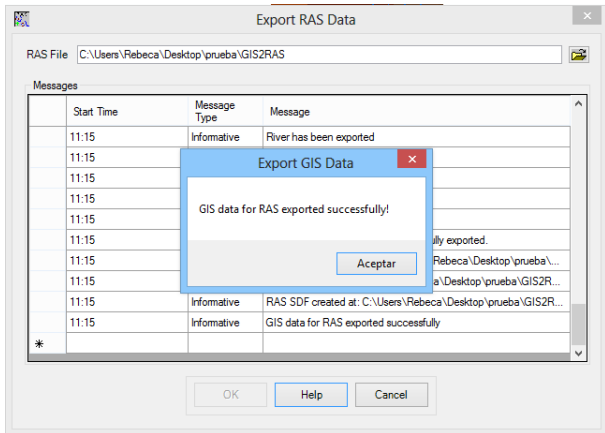 Export RAS Data
RAS File C:\Users\Rebeca\Desktop\prueba\GIS2RAS
Messages
Start Time Message Type Message
11:15 Informative River has been exported
11:15
11:15
11:15
11:15
11:15 exported.
11:15 Rebeca\Desktop\prueba\...
11:15 a\Desktop\prueba\GIS2R...
11:15 Informative RAS SDF created at: C:\Users\Rebeca\Desktop\prueba\GIS2R...
11:15 Informative GIS data for RAS exported successfully
Export GIS Data
GIS data for RAS exported successfully!
Aceptar
OK Help Cancel